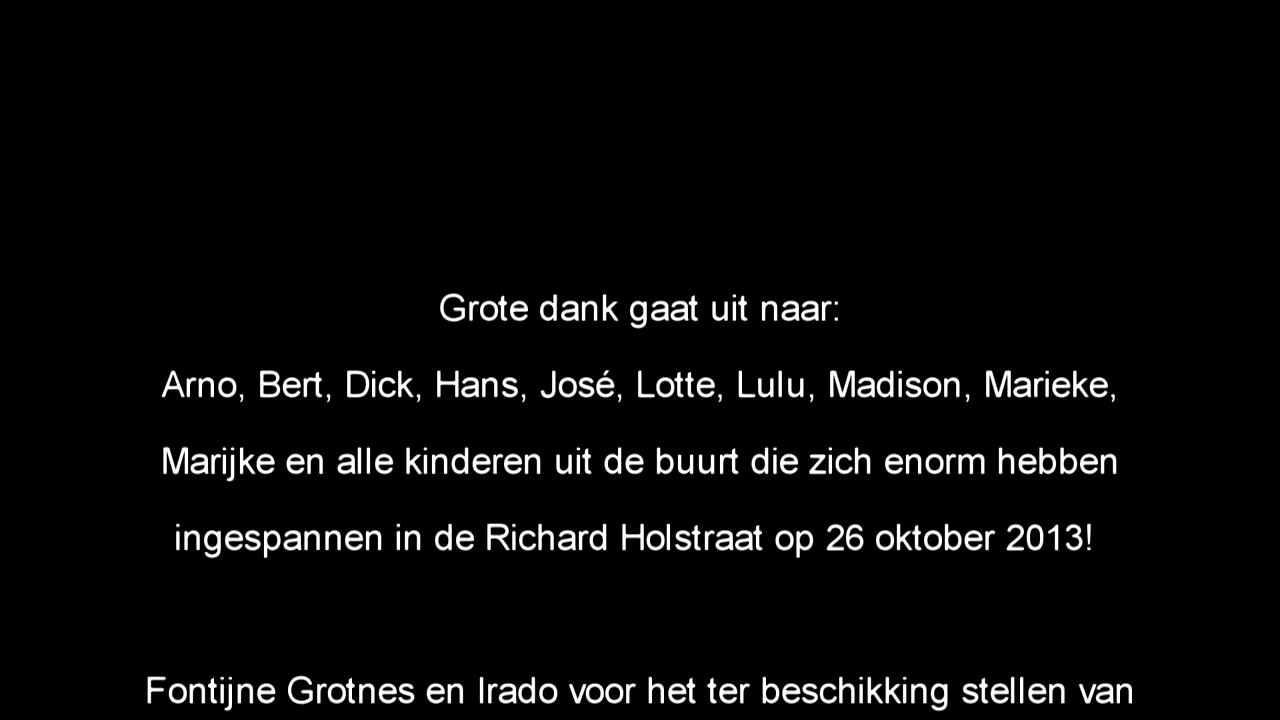 Grote dank gaat uit naar:
Arno, Bert, Dick, Hans, José, Lotte, Lulu, Madison, Marieke,
Marijke en alle kinderen uit de buurt die zich enorm hebben
ingespannen in de Richard Holstraat op 26 oktober 2013!
Fontijne Grotnes en Irado voor het ter beschikking stellen van